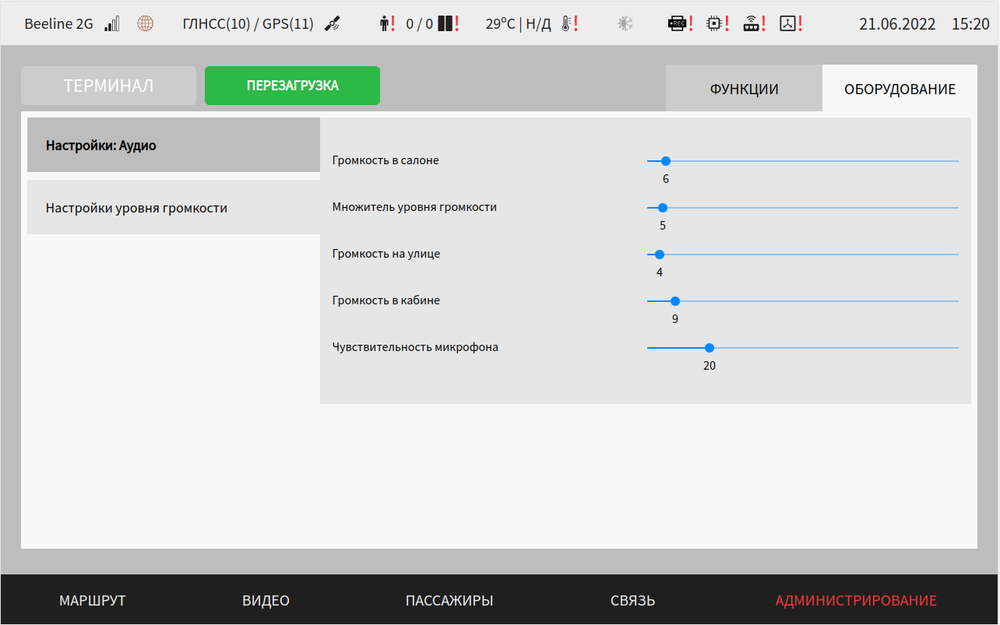 Beeline 2G ГЛНСС(10) / GPS(11) ! 0 / 0 ! 29°C | Н/Д ! REC ! ! ! ! 21.06.2022 15:20
ТЕРМИНАЛ ПЕРЕЗАГРУЗКА ФУНКЦИИ ОБОРУДОВАНИЕ
Настройки: Аудио
Настройки уровня громкости
Громкость в салоне
6
Множитель уровня громкости
5
Громкость на улице
4
Громкость в кабине
9
Чувствительность микрофона
20
МАРШРУТ ВИДЕО ПАССАЖИРЫ СВЯЗЬ АДМИНИСТРИРОВАНИЕ